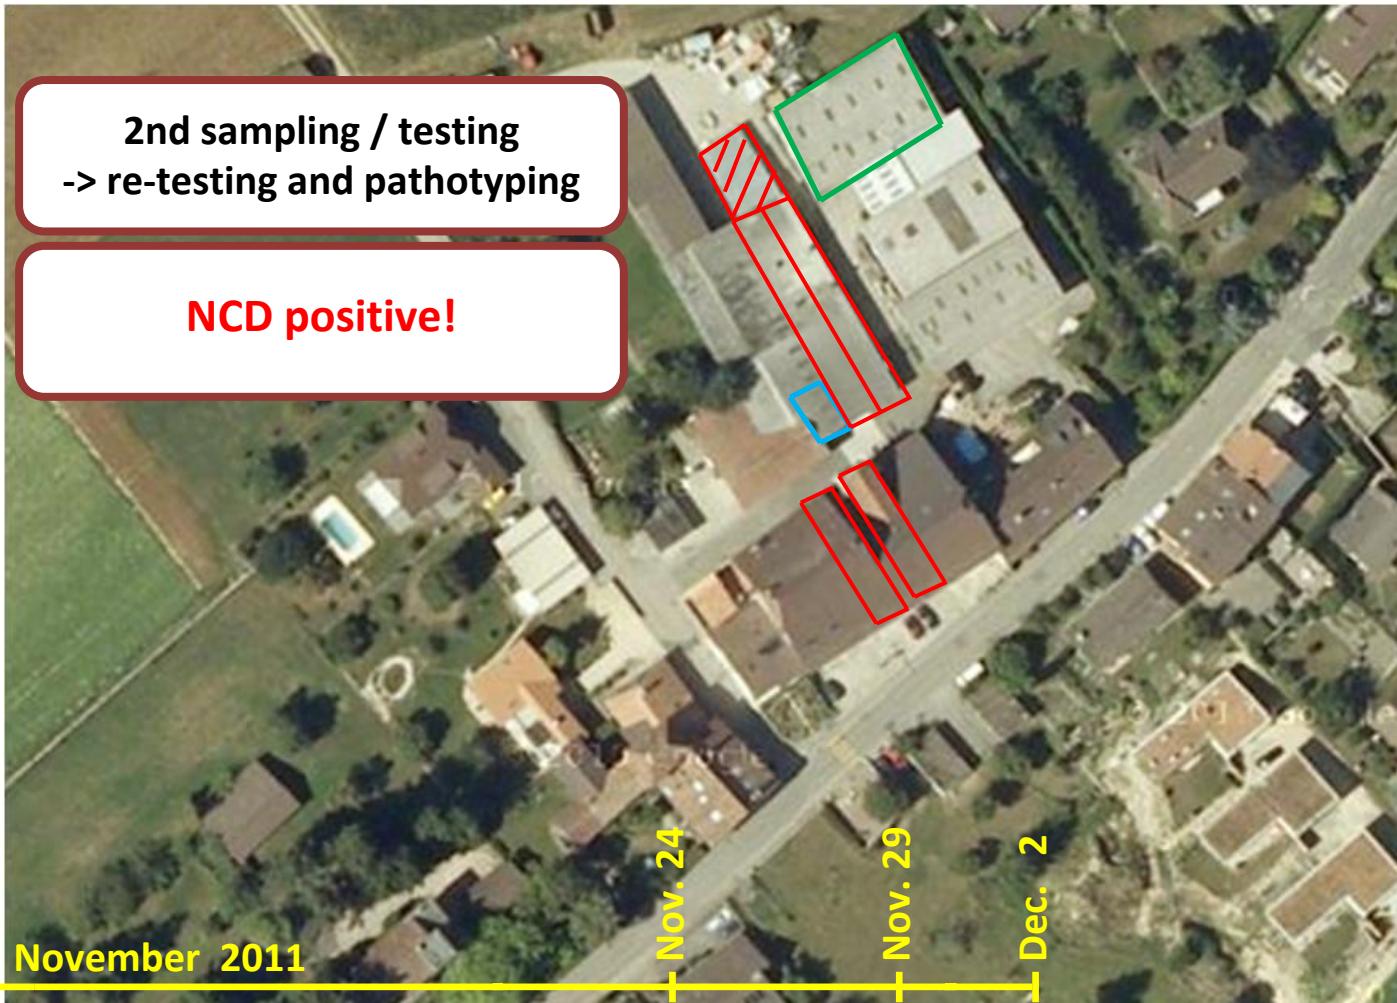 2nd sampling / testing
-> re-testing and pathotyping
NCD positive!
Nov. 24
Nov. 29
Dec. 2
November 2011